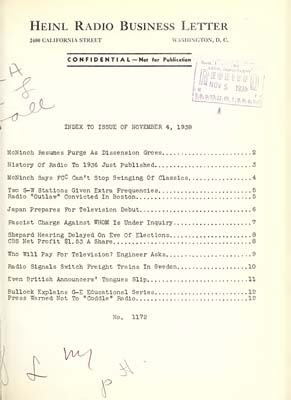 HEINL RADIO BUSINESS LETTER
2400 CALIFORNIA STREET WASHINGTON, D. C.
CONFIDENTIAL—Not for Publication
NOV 5 1938
INDEX TO ISSUE OF NOVEMBER 4, 1938
McNinch Resumes Purge As Dissension Grows....................2
History Of Radio To 1936 Just Published......................3
McNinch Says FCC Can't Stop Swinging Of Classics.............4
Two G-W Stations Given Extra Frequencies.....................5
Radio "Outlaw" Convicted In Boston...........................5
Japan Prepares For Television Debut..........................6
Fascist Charge Against WHOM Is Under Inquiry.................7
Shepard Hearing Delayed On Eve Of Elections..................8
CBS Net Profit $1.53 A Share.................................8
Who Will Pay For Television? Engineer Asks...................9
Radio Signals Switch Freight Trains In Sweden...............10
Even British Announcers' Tongues Slip.......................11
Bullock Explains G-E Educational Series.....................12
Press Warned Not To "Coddle" Radio..........................12
No. 1172